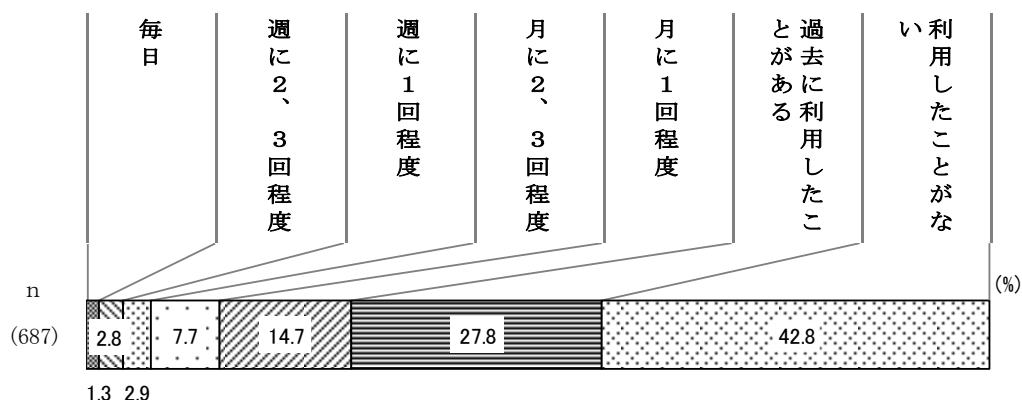 毎日
週に２、３回程度
週に１回程度
月に２、３回程度
月に１回程度
過去に利用したこ
とがある
利用したことがな
い
(%)
n
(687)
2.8
7.7
14.7
27.8
42.8
1.3
2.9